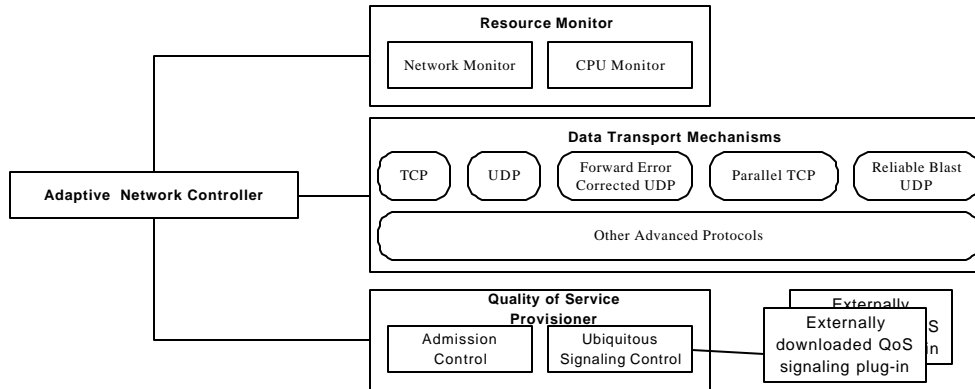 Resource Monitor
Network Monitor
CPU Monitor
Data Transport Mechanisms
TCP
UDP
Forward Error
Corrected UDP
Parallel TCP
Reliable Blast
UDP
Adaptive Network Controller
Other Advanced Protocols
Quality of Service
Provisioner
Admission
Control
Ubiquitous
Signaling Control
Externally
downloaded QoS
signaling plug-in
Externally
S
-in